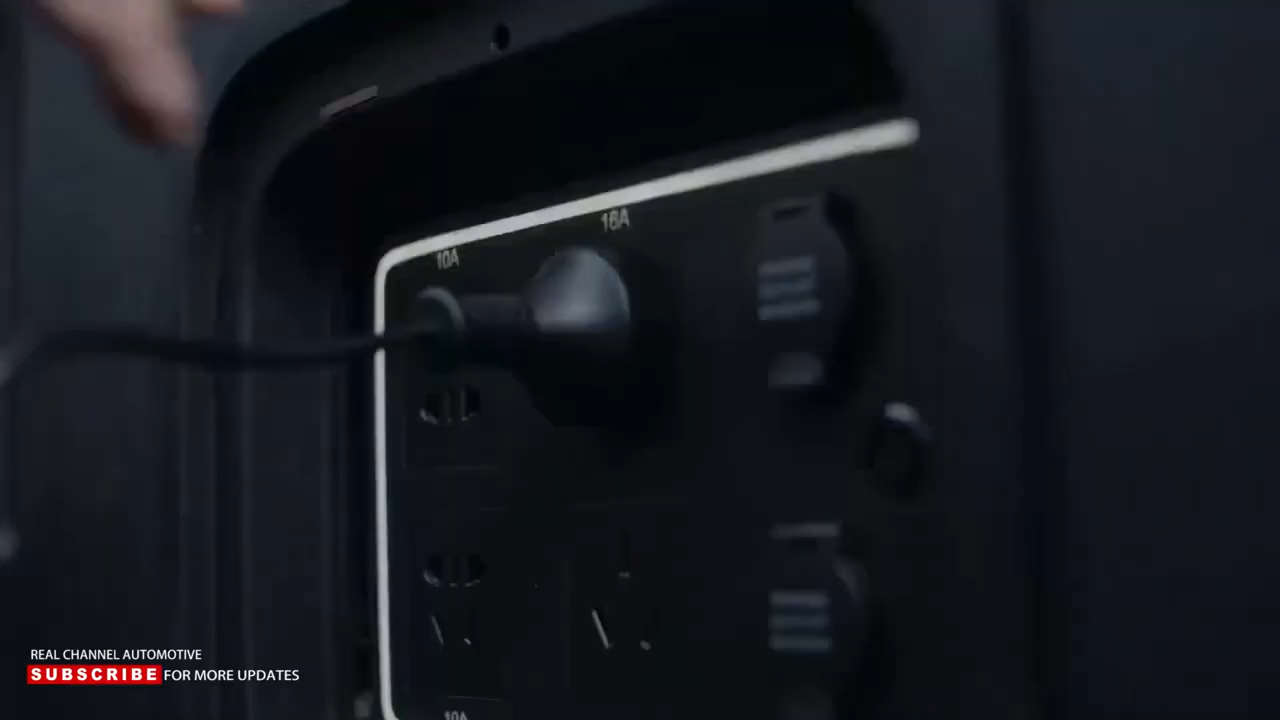 16A
10A
10A
REAL CHANNEL AUTOMOTIVE
SUBSCRIBE FOR MORE UPDATES